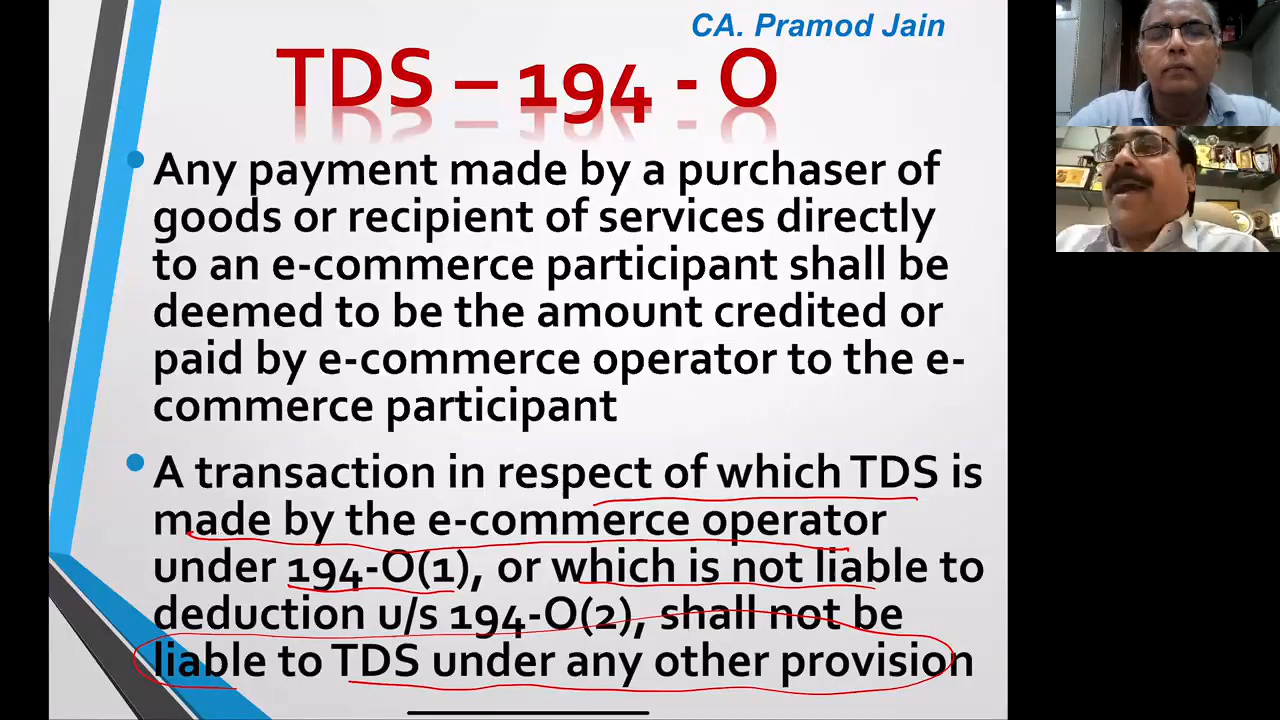 CA. Pramod Jain
TDS – 194 - O
• Any payment made by a purchaser of
goods or recipient of services directly
to an e-commerce participant shall be
deemed to be the amount credited or
paid by e-commerce operator to the e-
commerce participant
• A transaction in respect of which TDS is
made by the e-commerce operator
under 194-O(1), or which is not liable to
deduction u/s 194-O(2), shall not be
liable to TDS under any other provision